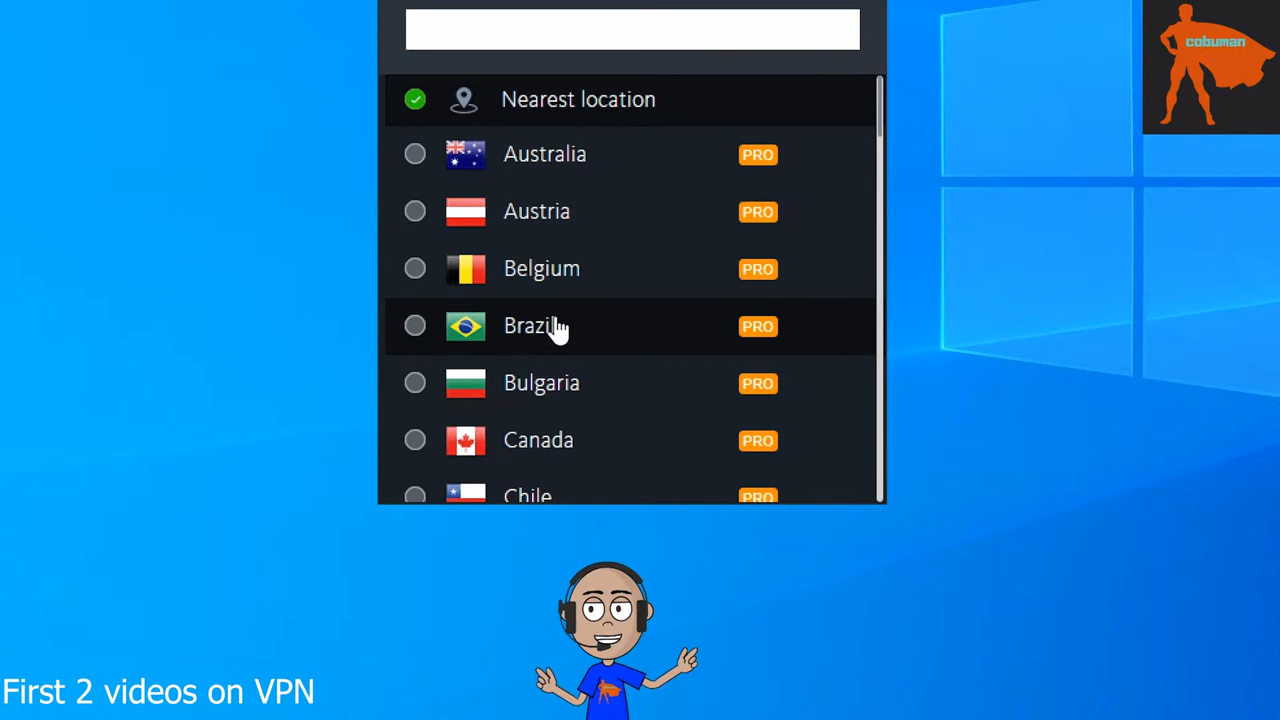 cobuman
Nearest location
Australia PRO
Austria PRO
Belgium PRO
Brazil PRO
Bulgaria PRO
Canada PRO
Chile PRO
First 2 videos on VPN